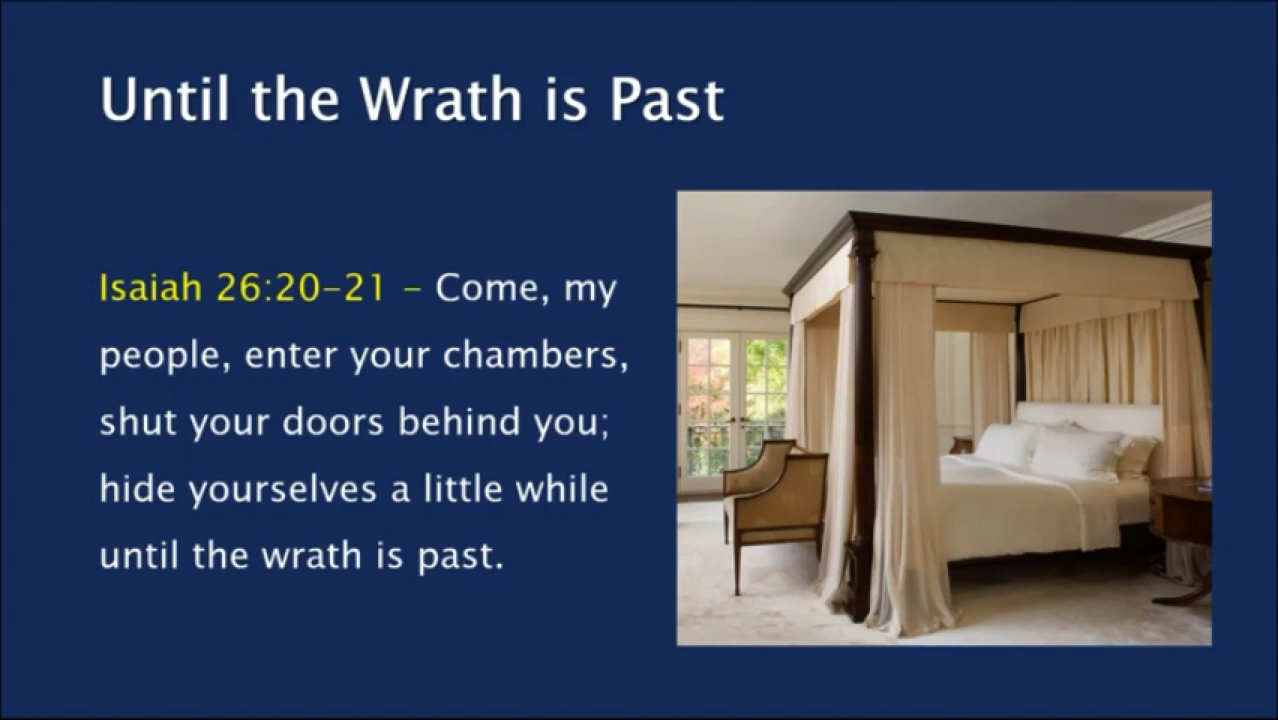 Until the Wrath is Past
Isaiah 26:20-21 - Come, my
people, enter your chambers,
shut your doors behind you;
hide yourselves a little while
until the wrath is past.